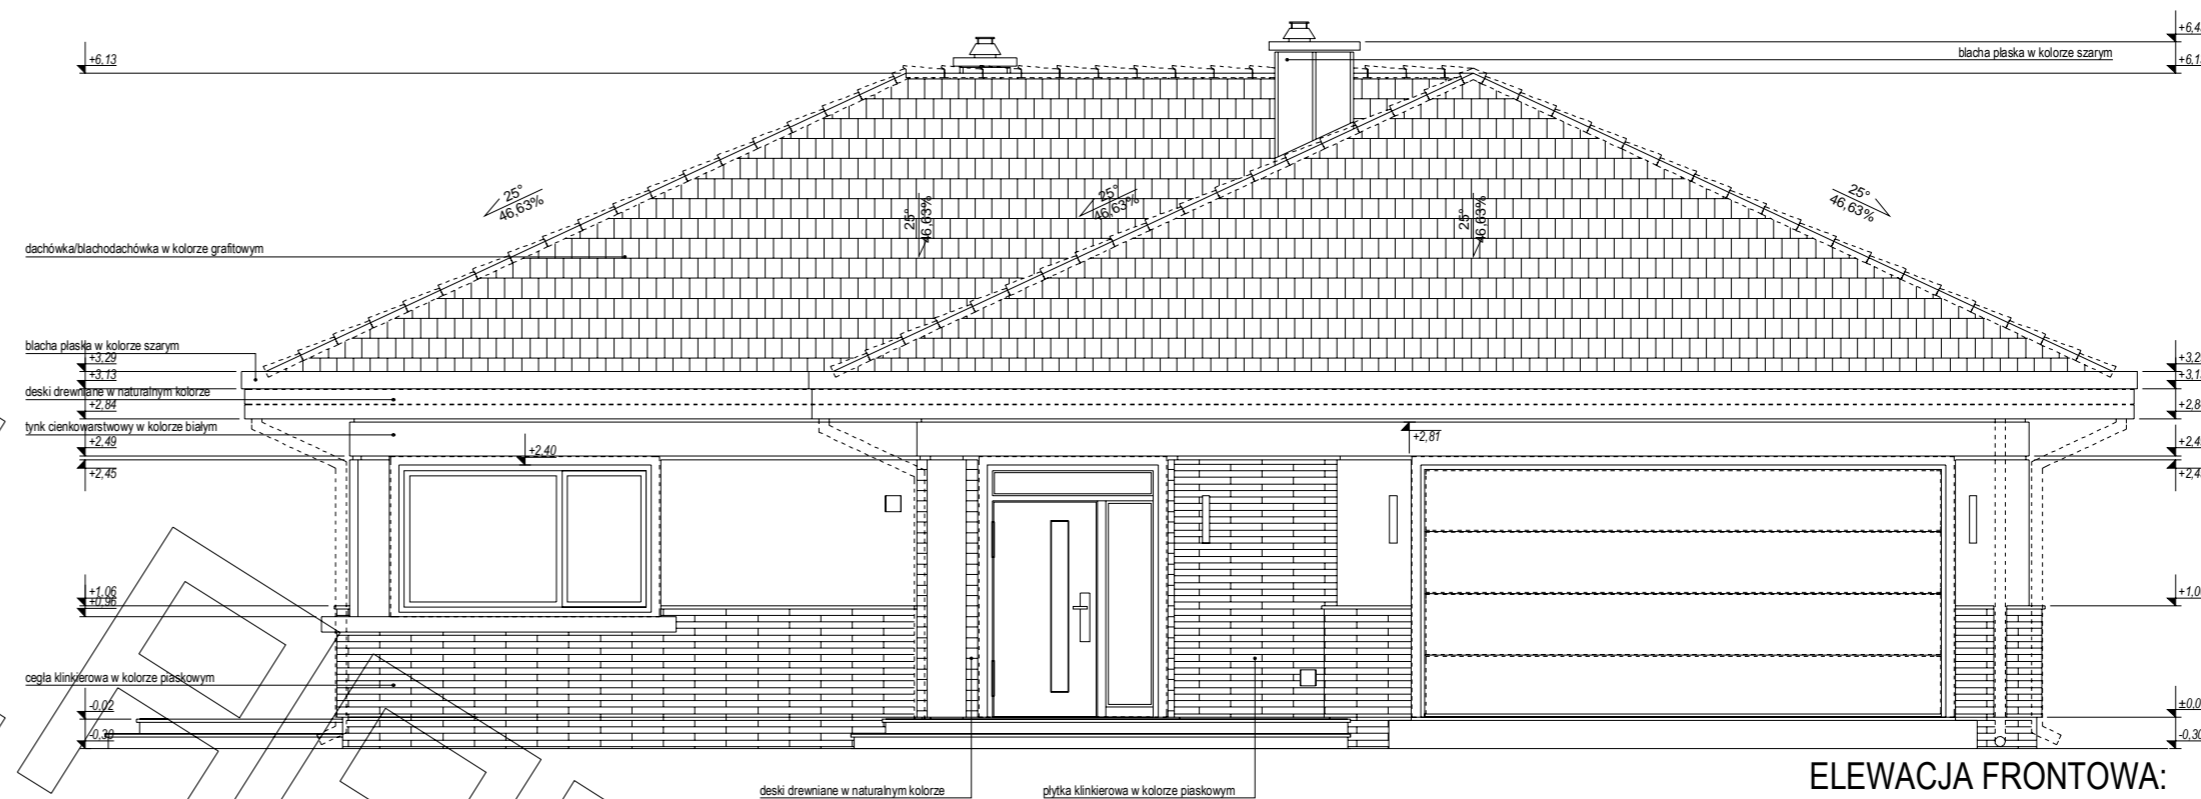 +6,13
blacha płaska w kolorze szarym
25°
46,63%
25°
46,63%
25°
46,63%
25°
46,63%
25°
46,63%
dachówka/blachodachówka w kolorze grafitowym
blacha płaska w kolorze szarym
+3,29
+3,13
deski drewniane w naturalnym kolorze
+2,84
tynk cienkowarstwowy w kolorze białym
+2,49
+2,45
+2,40
+2,81
+1,06
+0,96
cegła klinkierowa w kolorze piaskowym
-0,02
-0,30
-0,30
deski drewniane w naturalnym kolorze
płytka klinkierowa w kolorze piaskowym
ELEWACJA FRONTOWA: